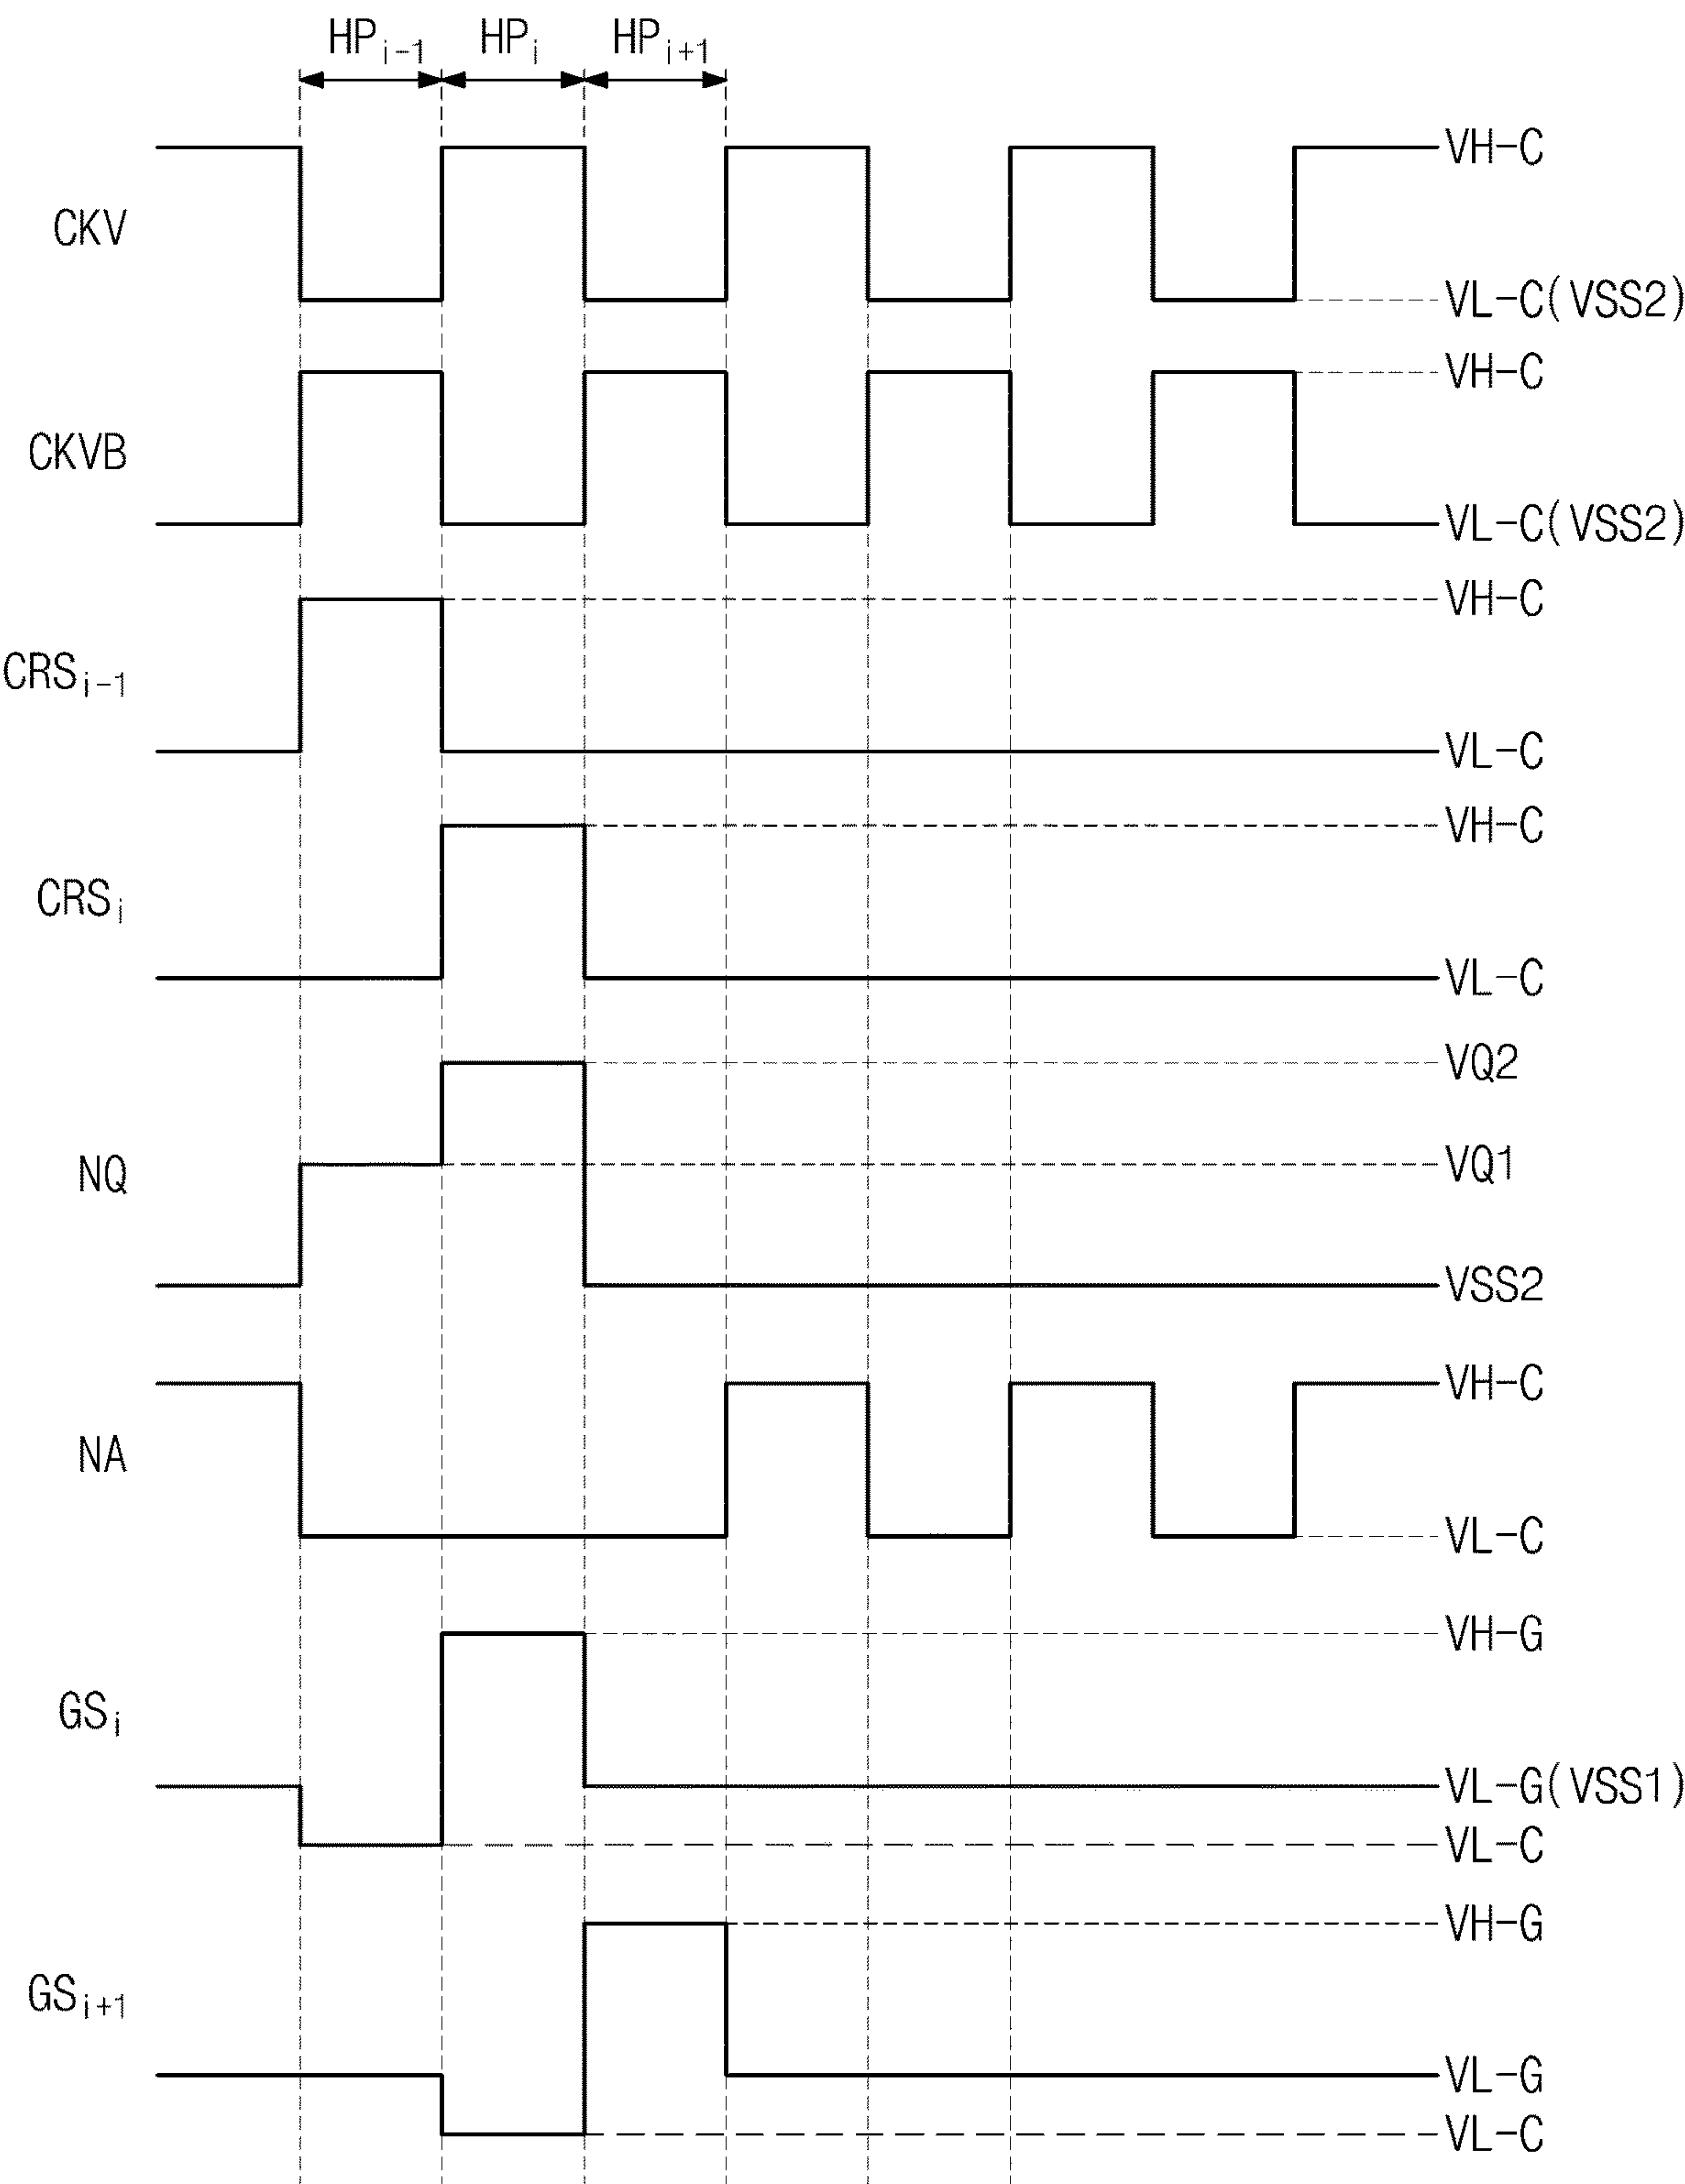 HPi-1 HPi HPi+1
VH-C
CKV
VL-C(VSS2)
VH-C
CKVB
VL-C(VSS2)
VH-C
CRSi-1
VL-C
VH-C
CRSi
VL-C
VQ2
NQ
VQ1
VSS2
VH-C
NA
VL-C
VH-G
GSi
VL-G(VSS1)
VL-C
VH-G
GSi+1
VL-G
VL-C